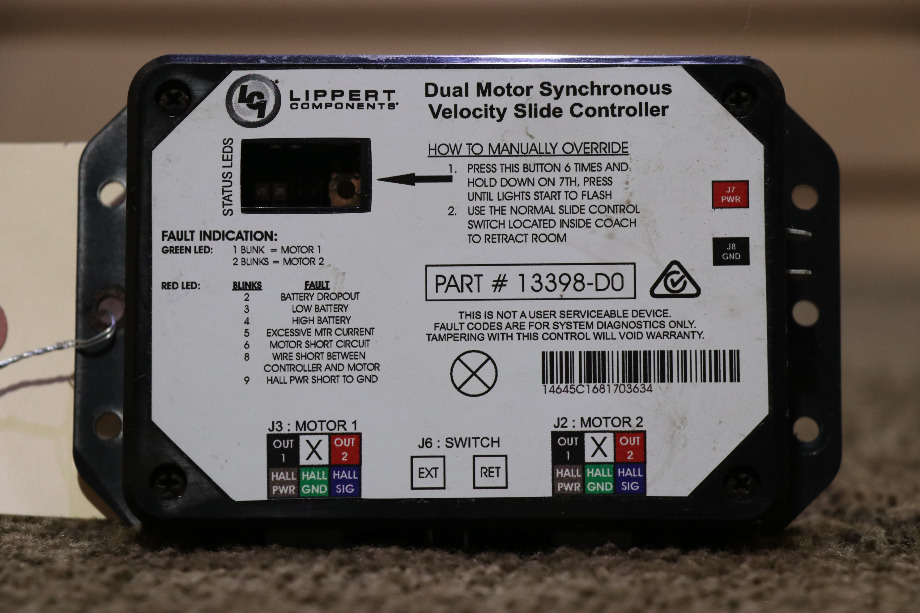 LCI
LIPPERT
COMPONENTS
Dual Motor Synchronous
Velocity Slide Controller
STATUS LEDS
HOW TO MANUALLY OVERRIDE
1. PRESS THIS BUTTON 6 TIMES AND
HOLD DOWN ON 7TH, PRESS
UNTIL LIGHTS START TO FLASH
2. USE THE NORMAL SLIDE CONTROL
SWITCH LOCATED INSIDE COACH
TO RETRACT ROOM
J7
PWR
J8
GND
FAULT INDICATION:
GREEN LED: 1 BLINK = MOTOR 1
2 BLINKS = MOTOR 2
RED LED: BLINKS FAULT
2 BATTERY DROPOUT
3 LOW BATTERY
4 HIGH BATTERY
5 EXCESSIVE MTR CURRENT
6 MOTOR SHORT CIRCUIT
8 WIRE SHORT BETWEEN
CONTROLLER AND MOTOR
9 HALL PWR SHORT TO GND
PART # 13398-D0
THIS IS NOT A USER SERVICEABLE DEVICE.
FAULT CODES ARE FOR SYSTEM DIAGNOSTICS ONLY.
TAMPERING WITH THIS CONTROL WILL VOID WARRANTY.
14645C1681703634
J3 : MOTOR 1
OUT 1 X OUT 2
HALL PWR HALL GND HALL SIG
J6 : SWITCH
EXT RET
J2 : MOTOR 2
OUT 1 X OUT 2
HALL PWR HALL GND HALL SIG